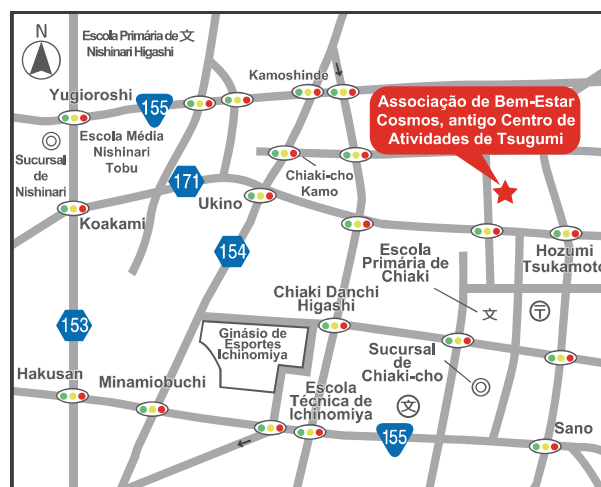 Escola Primária de 文
Nishinari Higashi
N
Kamoshinde
Yugioroshi
155
Associação de Bem-Estar
Cosmos, antigo Centro de
Atividades de Tsugumi
Escola Média
Nishinari
Tobu
Sucursal
de
Nishinari
Chiaki-cho
Kamo
171
Ukino
Koakami
154
Escola
Primária de
Chiaki
文
〒
Hozumi
Tsukamoto
Chiaki Danchi
Higashi
153
Ginásio de
Esportes
Ichinomiya
Sucursal
de
Chiaki-cho
Hakusan
Minamiobuchi
Escola
Técnica de
Ichinomiya
文
155
Sano